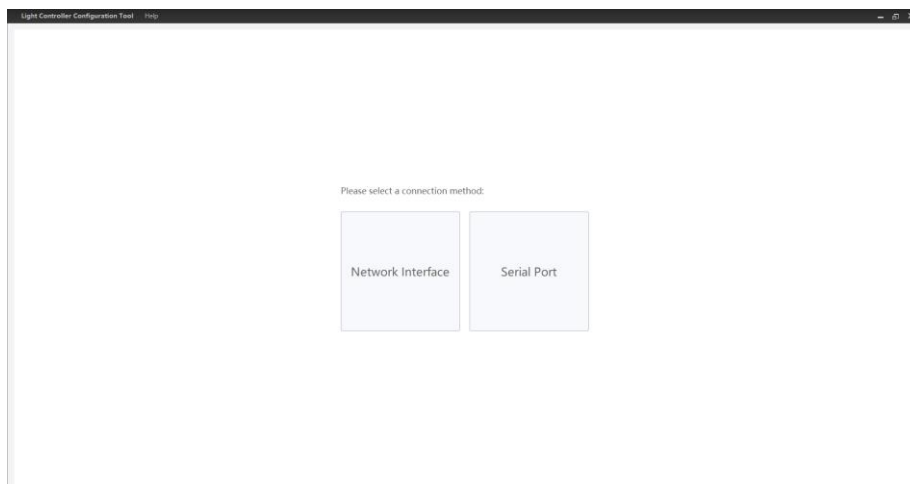 Light Controller Configuration Tool Help
Please select a connection method:
Network Interface Serial Port